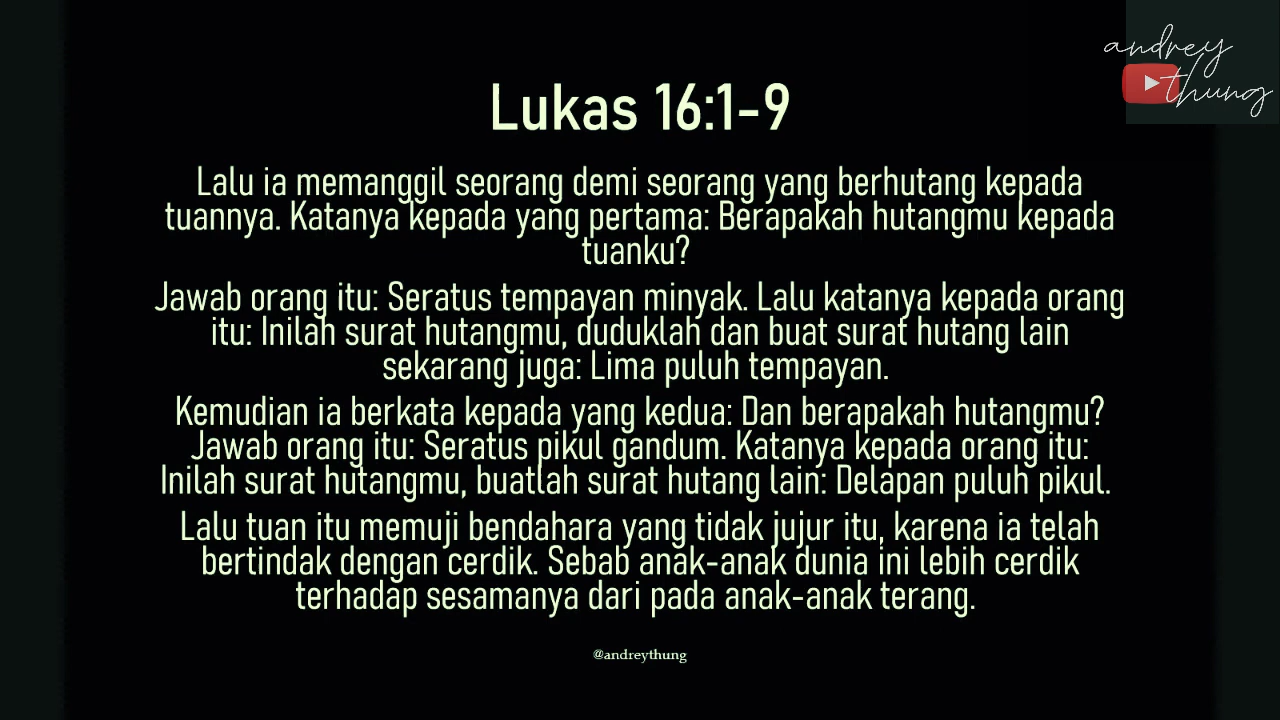 andrey
thung
Lukas 16:1-9
Lalu ia memanggil seorang demi seorang yang berhutang kepada
tuannya. Katanya kepada yang pertama: Berapakah hutangmu kepada
tuanku?
Jawab orang itu: Seratus tempayan minyak. Lalu katanya kepada orang
itu: Inilah surat hutangmu, duduklah dan buat surat hutang lain
sekarang juga: Lima puluh tempayan.
Kemudian ia berkata kepada yang kedua: Dan berapakah hutangmu?
Jawab orang itu: Seratus pikul gandum. Katanya kepada orang itu:
Inilah surat hutangmu, buatlah surat hutang lain: Delapan puluh pikul.
Lalu tuan itu memuji bendahara yang tidak jujur itu, karena ia telah
bertindak dengan cerdik. Sebab anak-anak dunia ini lebih cerdik
terhadap sesamanya dari pada anak-anak terang.
@andreythung